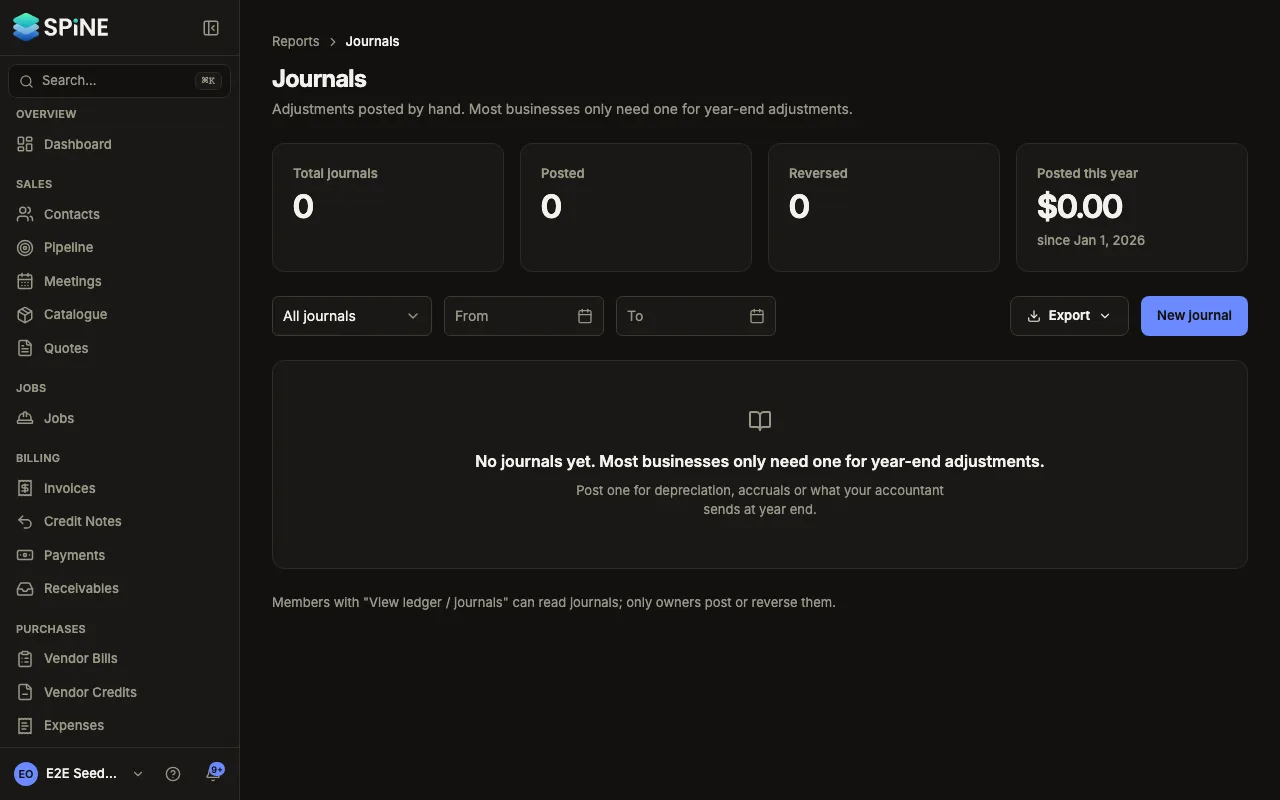 SPiNE
Search...
⌘K
OVERVIEW
Dashboard
SALES
Contacts
Pipeline
Meetings
Catalogue
Quotes
JOBS
Jobs
BILLING
Invoices
Credit Notes
Payments
Receivables
PURCHASES
Vendor Bills
Vendor Credits
Expenses
EO
E2E Seed...
9+
Reports
Journals
Journals
Adjustments posted by hand. Most businesses only need one for year-end adjustments.
Total journals
0
Posted
0
Reversed
0
Posted this year
$0.00
since Jan 1, 2026
All journals
From
To
Export
New journal
No journals yet. Most businesses only need one for year-end adjustments.
Post one for depreciation, accruals or what your accountant
sends at year end.
Members with "View ledger / journals" can read journals; only owners post or reverse them.